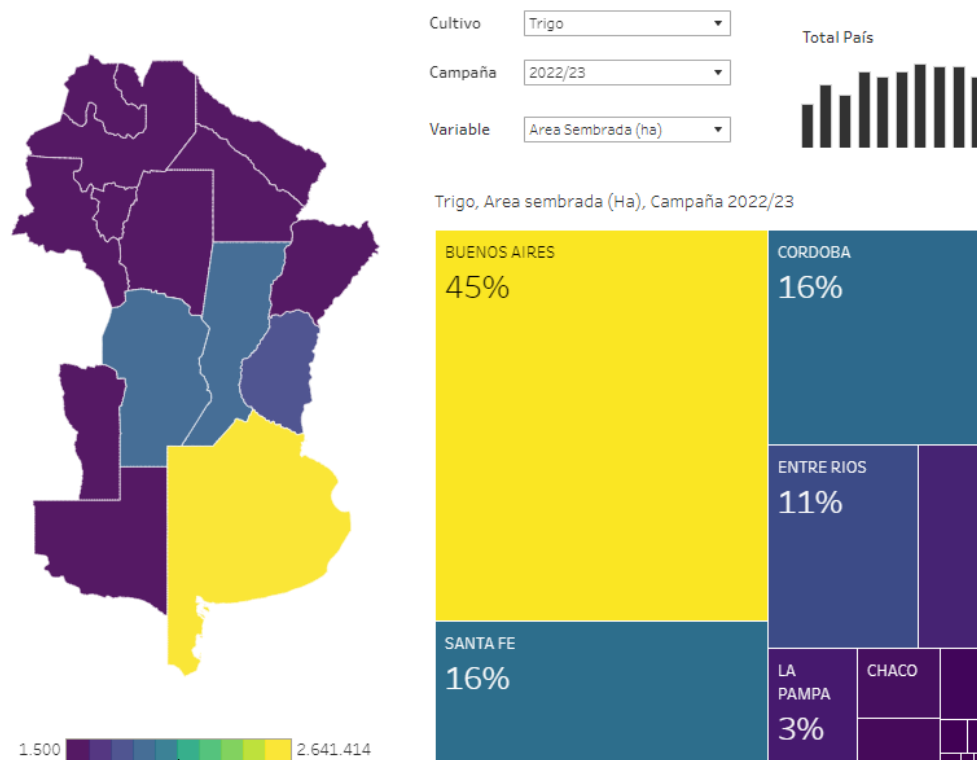 Cultivo
Trigo
Campaña
2022/23
Variable
Area Sembrada (ha)
Total País
Trigo, Area sembrada (Ha), Campaña 2022/23
BUENOS AIRES
45%
CORDOBA
16%
ENTRE RIOS
11%
SANTA FE
16%
LA
PAMPA
3%
CHACO
1.500
2.641.414